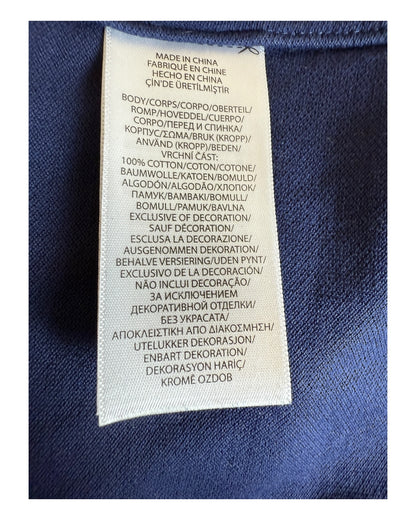 MADE IN CHINA
FABRIQUÉ EN CHINE
HECHO EN CHINA
ÇİN'DE ÜRETİLMİŞTİR
BODY/CORPS/CORPO/OBERTEIL/
ROMP/HOVEDDEL/CUERPO/
CORPO/ПЕРЕД И СПИНКА/
КОРПУС/ΣΩΜΑ/BRUK (KROPP)/
ANVÄND (KROPP)/BEDEN/
VRCHNÍ ČÁST:
100% COTTON/COTON/COTONE/
BAUMWOLLE/KATOEN/BOMULD/
ALGODÓN/ALGODÃO/ХЛОПОК/
ПАМУК/ΒΑΜΒΑΚΙ/BOMULL/
BOMULL/PAMUK/BAVLNA
EXCLUSIVE OF DECORATION/
SAUF DÉCORATION/
ESCLUSA LA DECORAZIONE/
AUSGENOMMEN DEKORATION/
BEHALVE VERSIERING/UDEN PYNT/
EXCLUSIVO DE LA DECORACIÓN/
NÃO INCLUI DECORAÇÃO/
ЗА ИСКЛЮЧЕНИЕМ
ДЕКОРАТИВНОЙ ОТДЕЛКИ/
БЕЗ УКРАСАТА/
ΑΠΟΚΛΕΙΣΤΙΚΗ ΑΠΟ ΔΙΑΚΟΣΜΗΣΗ/
UTELUKKER DEKORASJON/
ENBART DEKORATION/
DEKORASYON HARİÇ/
KROMĚ OZDOB